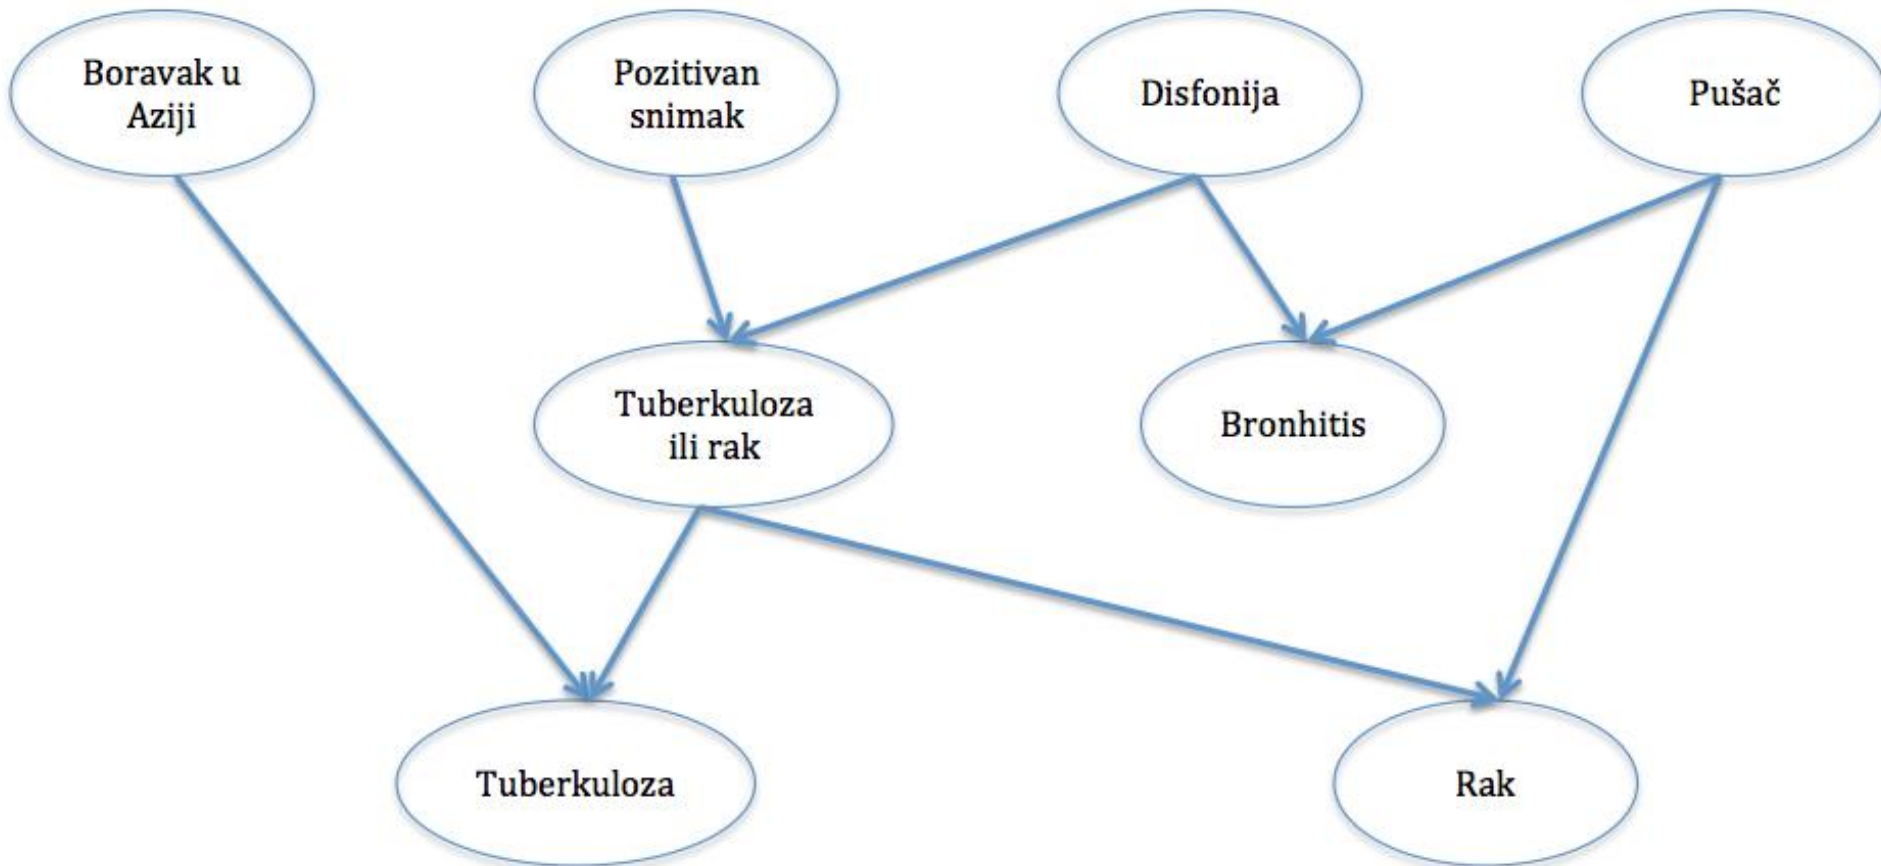 Boravak u
Aziji
Pozitivan
snimak
Disfonija
Pušač
Tuberkuloza
ili rak
Bronhitis
Tuberkuloza
Rak